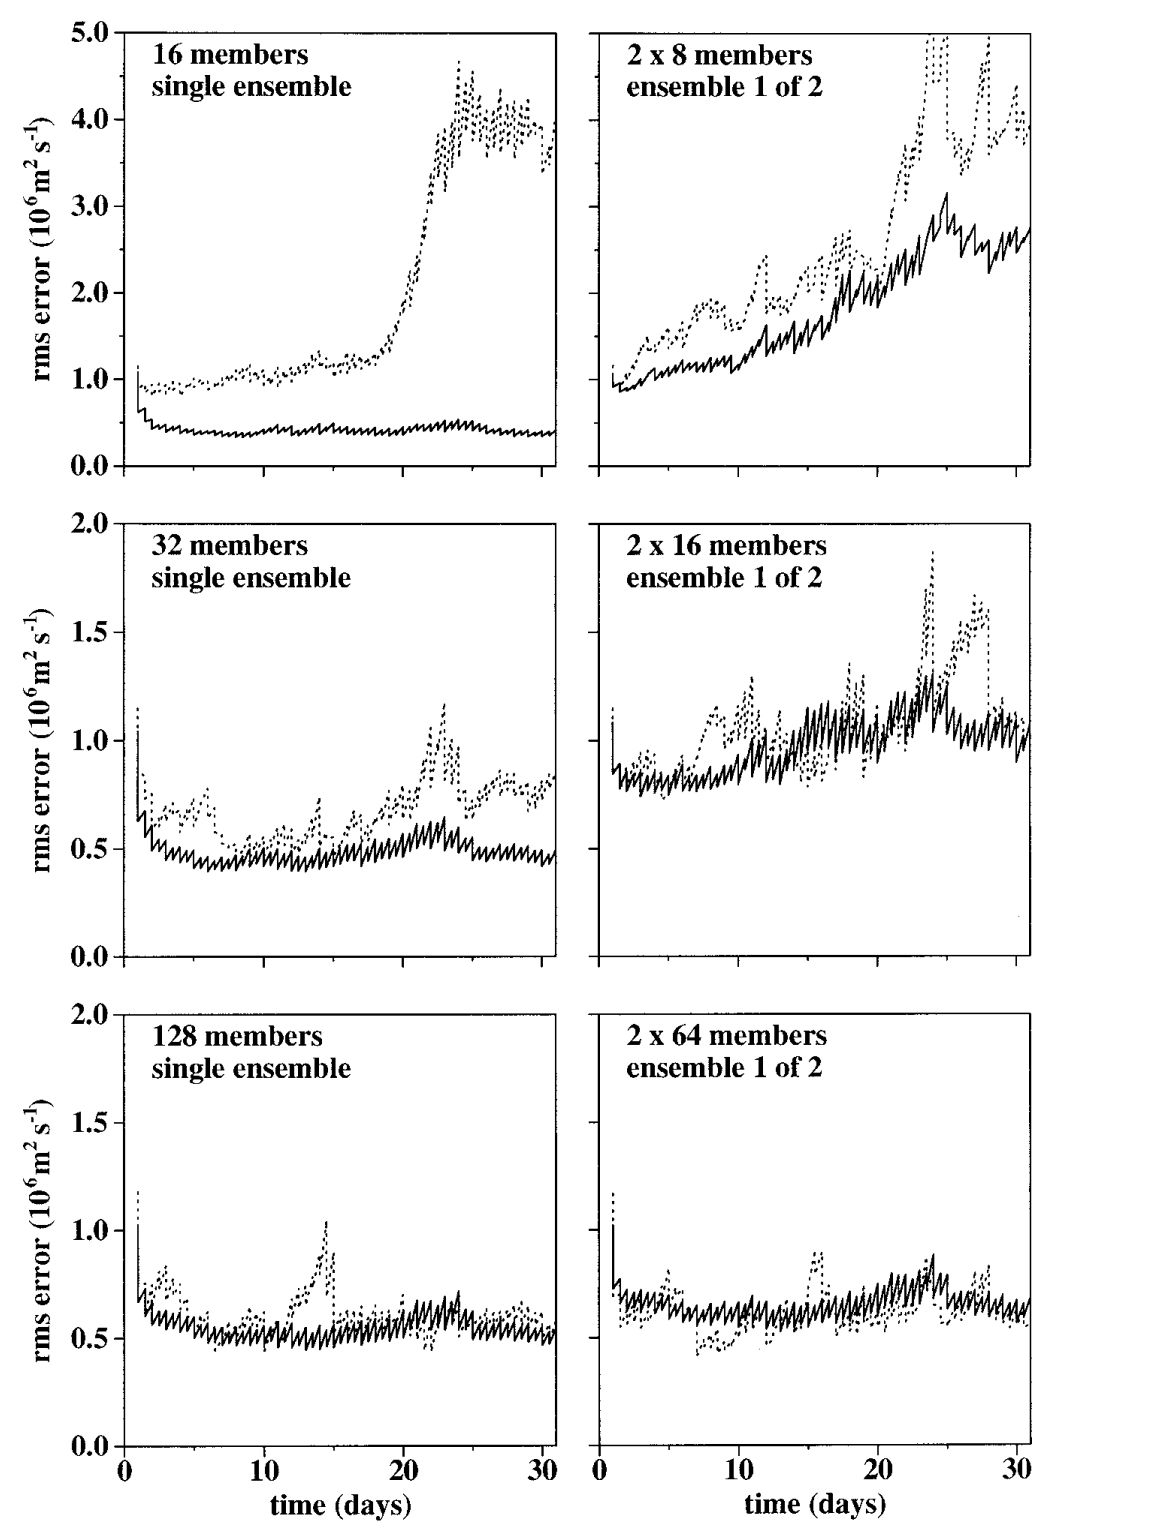 5.0
4.0
3.0
2.0
1.0
0.0
rms error (10⁶m² s⁻¹)
16 members
single ensemble
2 x 8 members
ensemble 1 of 2
2.0
1.5
1.0
0.5
0.0
rms error (10⁶m² s⁻¹)
32 members
single ensemble
2 x 16 members
ensemble 1 of 2
2.0
1.5
1.0
0.5
0.0
rms error (10⁶m² s⁻¹)
128 members
single ensemble
2 x 64 members
ensemble 1 of 2
0 10 20 30
time (days)
0 10 20 30
time (days)